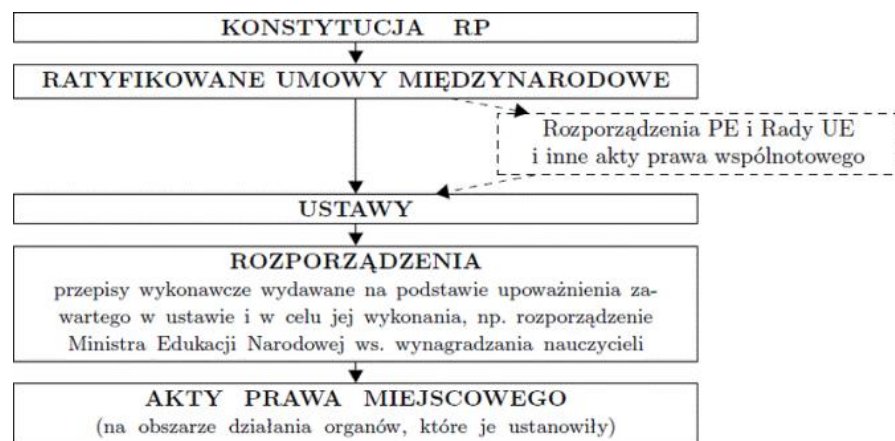 KONSTYTUCJA RP
RATYFIKOWANE UMOWY MIĘDZYNARODOWE
Rozporządzenia PE i Rady UE
i inne akty prawa wspólnotowego
USTAWY
ROZPORZĄDZENIA
przepisy wykonawcze wydawane na podstawie upoważnienia za-
wartego w ustawie i w celu jej wykonania, np. rozporządzenie
Ministra Edukacji Narodowej ws. wynagradzania nauczycieli
AKTY PRAWA MIEJSCOWEGO
(na obszarze działania organów, które je ustanowiły)